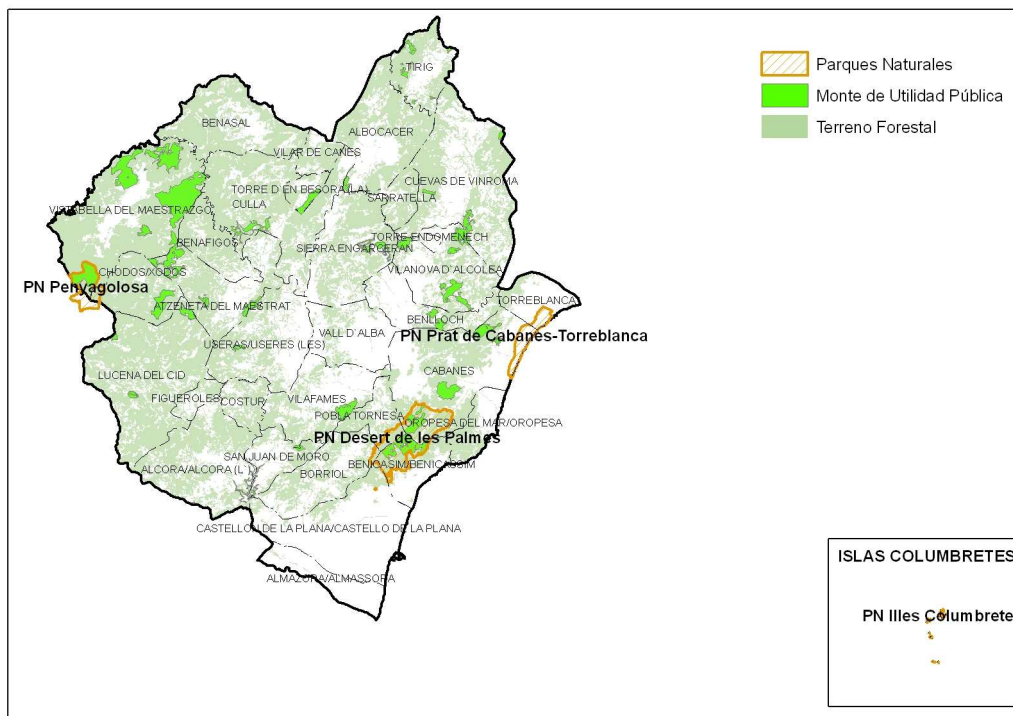 Parques Naturales
Monte de Utilidad Pública
Terreno Forestal
TIRIG
BENASAL
ALBOCACER
VILAR DE CANES
CUEVAS DE VINROMA
TORRE D EN BESORA (LA)
SARRATELLA
CULLA
VISTABELLA DEL MAESTRAZGO
TORRE ENDOMENECH
BENAFIGOS
SIERRA ENGARCERAN
VILANOVA D'ALCOLEA
CHODOS/XODOS
PN Penyagolosa
TORREBLANCA
ATZENETA DEL MAESTRAT
BENLLOCH
VALL D'ALBA
PN Prat de Cabanes-Torreblanca
USERAS/USERES (LES)
CABANES
LUCENA DEL CID
FIGUEROLES
COSTUR
VILAFAMES
POBLA TORNESA
OROPESA DEL MAR/OROPESA
PN Desert de les Palmes
SAN JUAN DE MORO
BENICASIM/BENICASSIM
ALCORA/ALCORA (L')
BORRIOL
CASTELLON DE LA PLANA/CASTELLO DE LA PLANA
ALMAZORA/ALMASSORA
ISLAS COLUMBRETES
PN Illes Columbrete